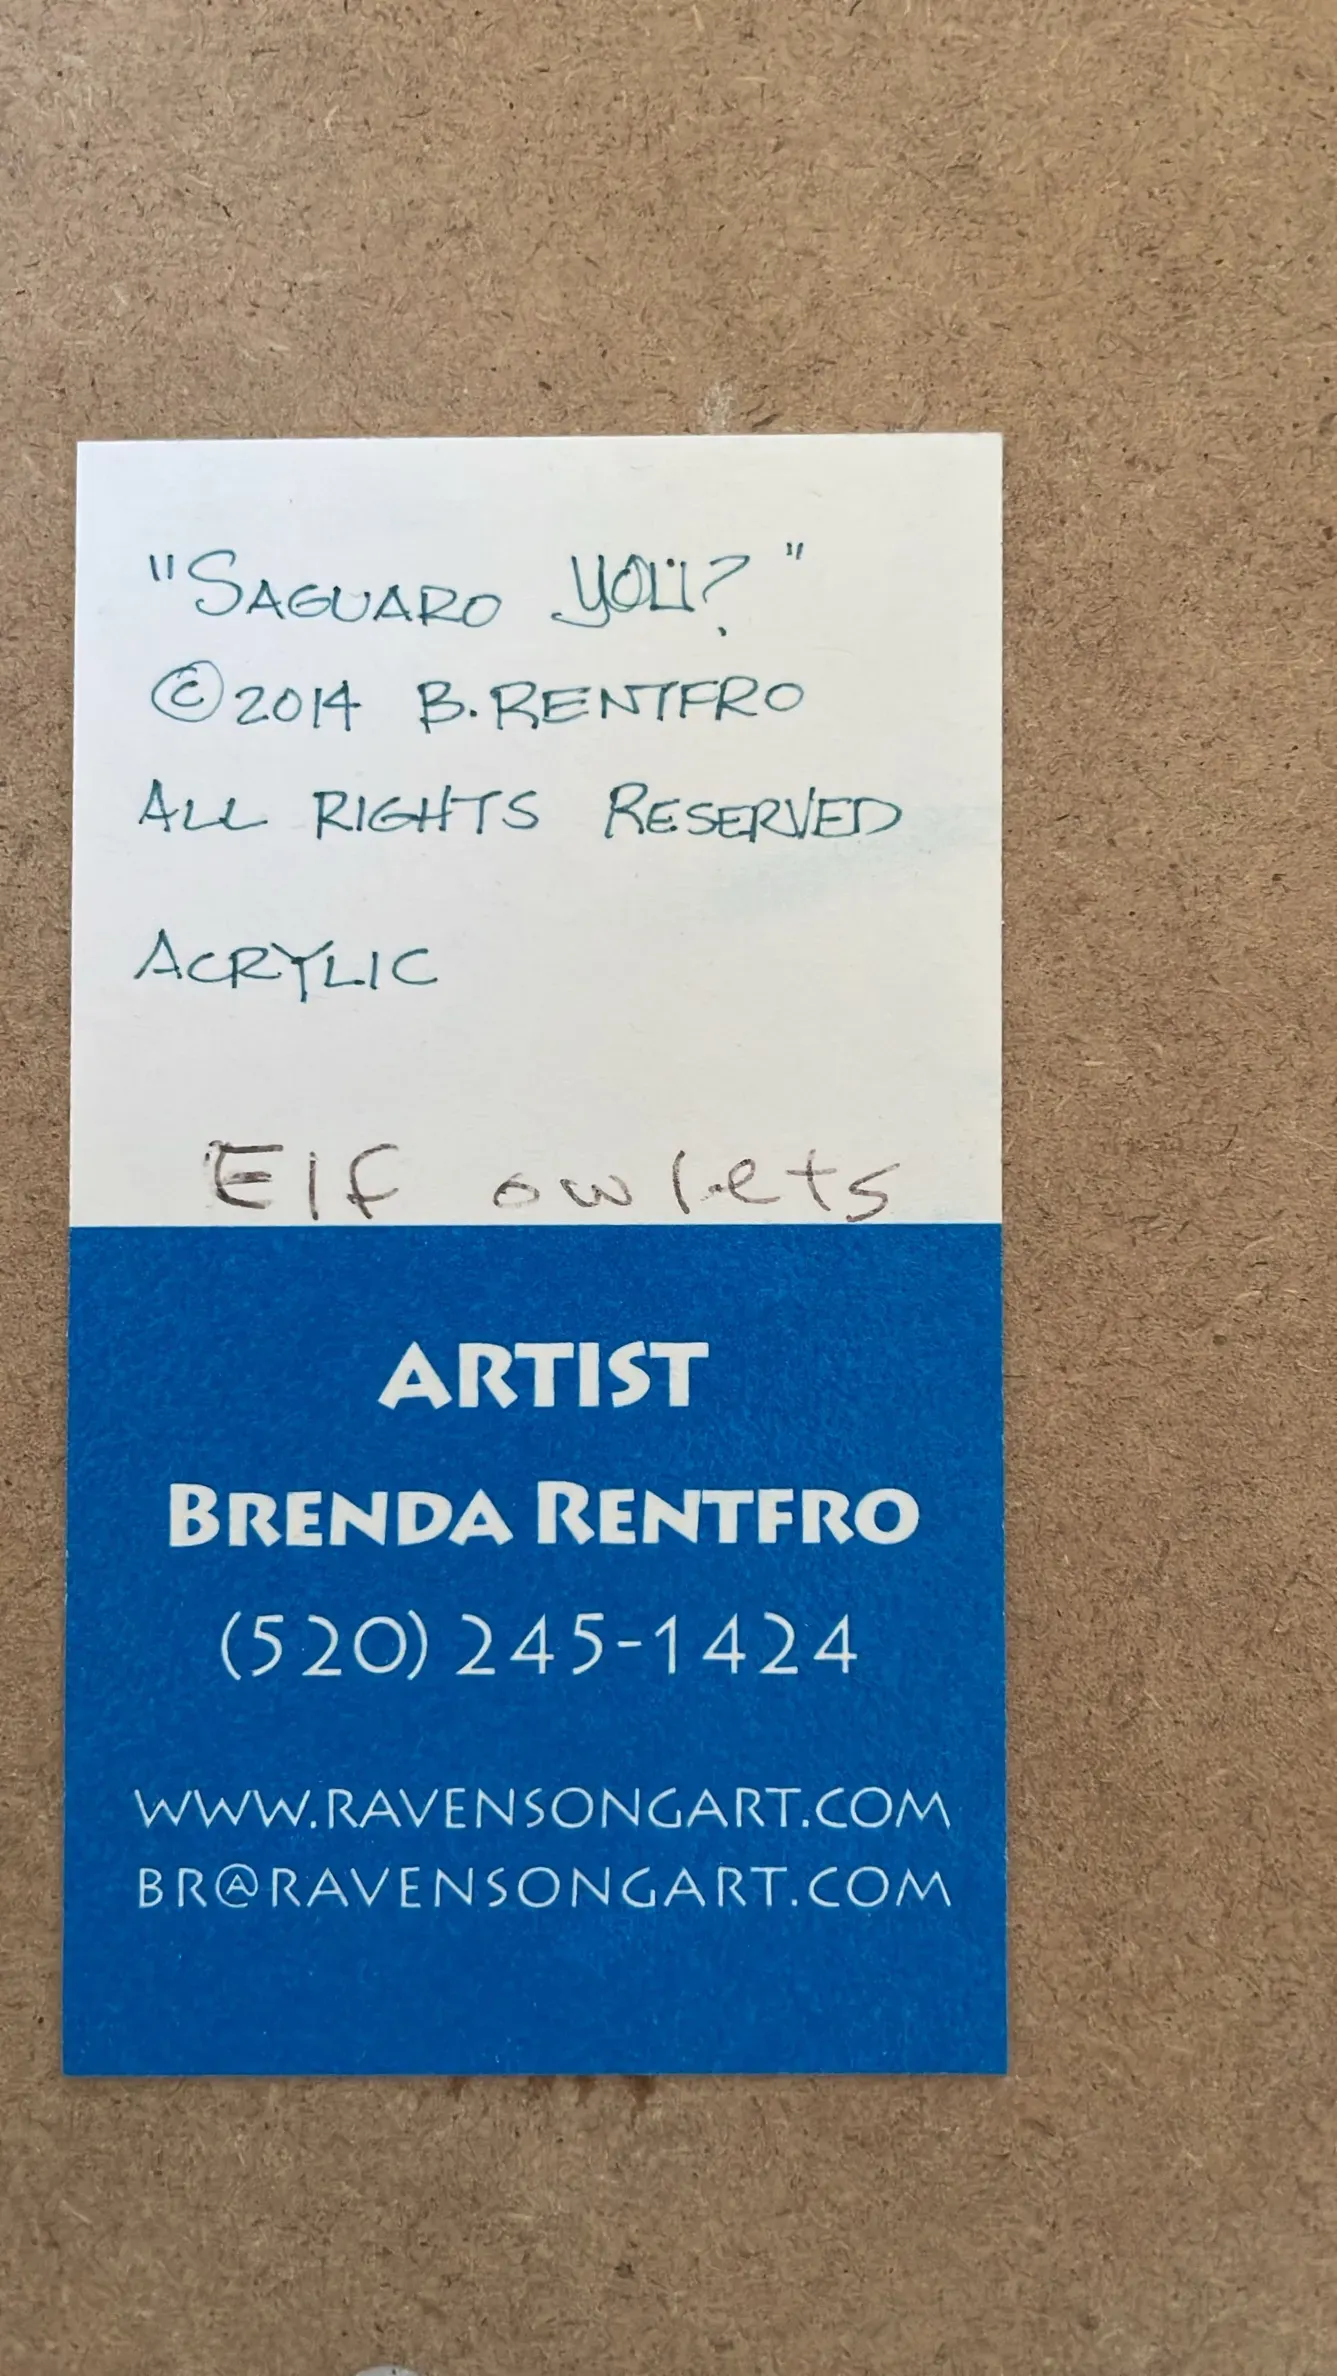 "SAGUARO YOU?"
©2014 B. RENTFRO
ALL RIGHTS RESERVED
ACRYLIC
Elf owlets
ARTIST
BRENDA RENTFRO
(520) 245-1424
WWW.RAVENSONGART.COM
BR@RAVENSONGART.COM